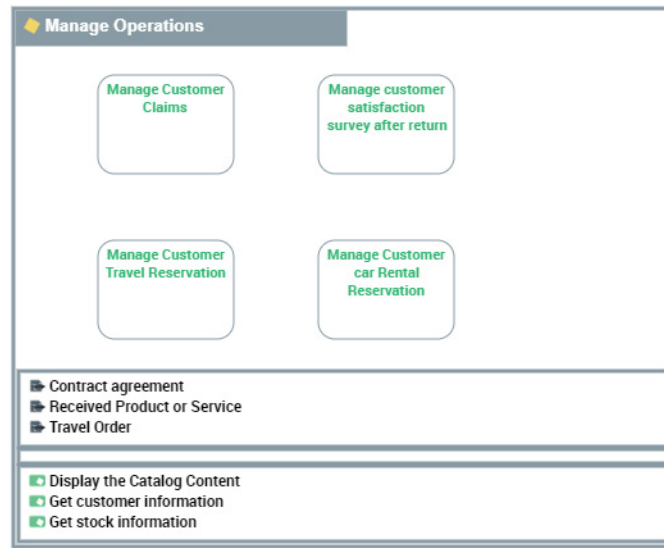 Manage Operations
Manage Customer
Claims
Manage customer
satisfaction
survey after return
Manage Customer
Travel Reservation
Manage Customer
car Rental
Reservation
Contract agreement
Received Product or Service
Travel Order
Display the Catalog Content
Get customer information
Get stock information